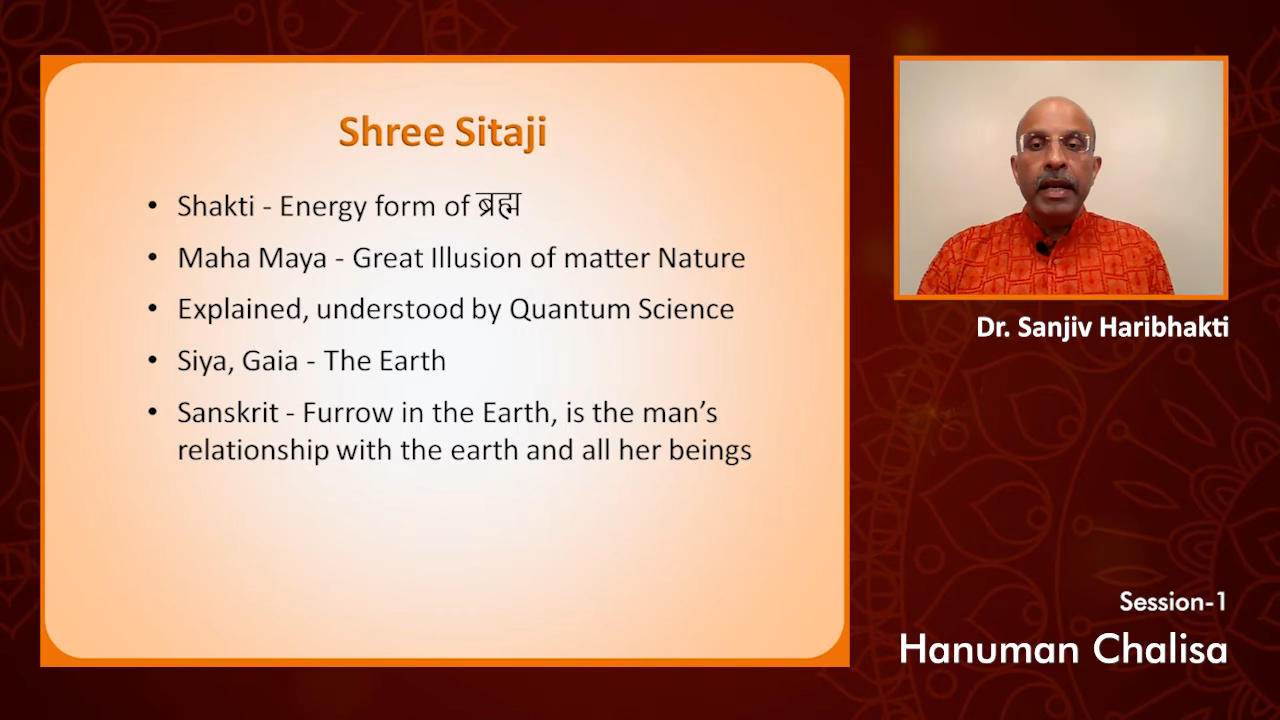 Shree Sitaji
• Shakti - Energy form of ब्रह्म
• Maha Maya - Great Illusion of matter Nature
• Explained, understood by Quantum Science
• Siya, Gaia - The Earth
• Sanskrit - Furrow in the Earth, is the man’s
relationship with the earth and all her beings
Dr. Sanjiv Haribhakti
Session-1
Hanuman Chalisa